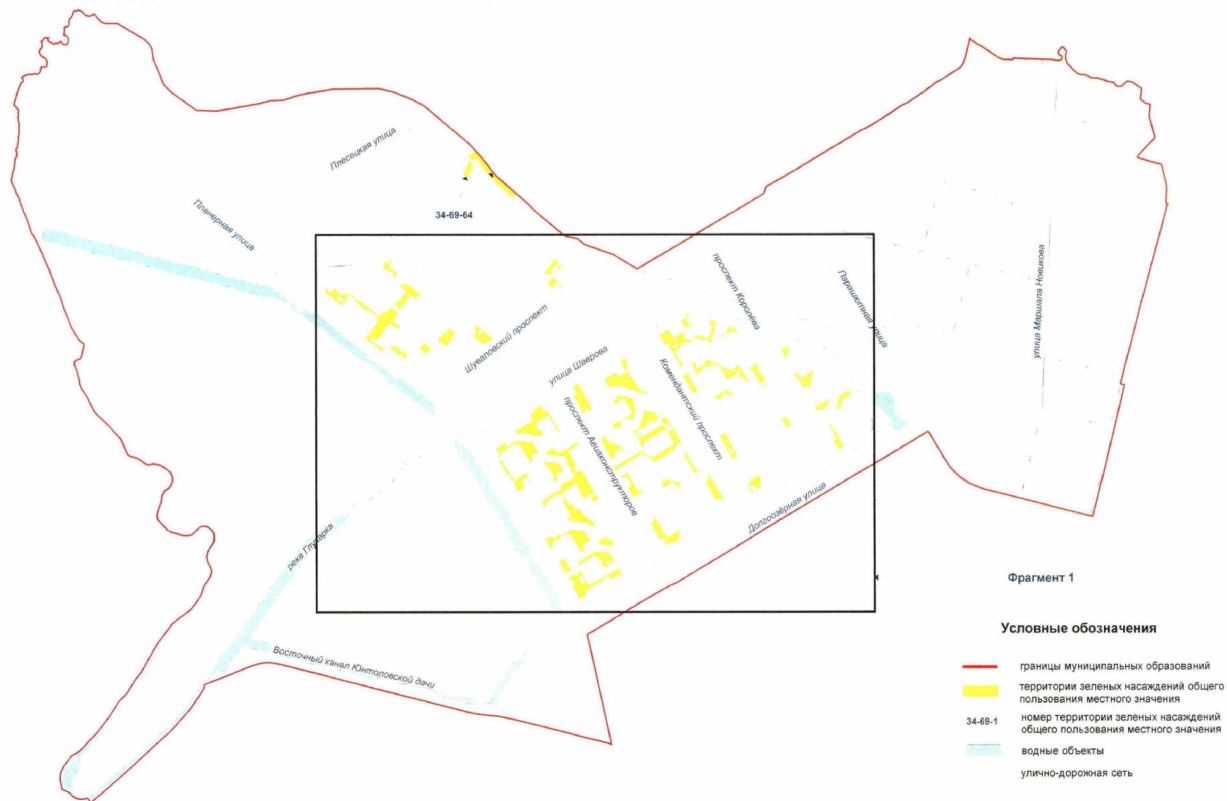 Плесецкая улица
34-69-64
Планерная улица
Шуваловский проспект
улица Шаврова
проспект Авиаконструкторов
Комендантский проспект
проспект Королёва
Парашютная улица
улица Маршала Новикова
Долгоозёрная улица
река Глухарка
Восточный канал Юнтоловской дачи
Фрагмент 1
Условные обозначения
границы муниципальных образований
территории зеленых насаждений общего
пользования местного значения
34-69-1
номер территории зеленых насаждений
общего пользования местного значения
водные объекты
улично-дорожная сеть